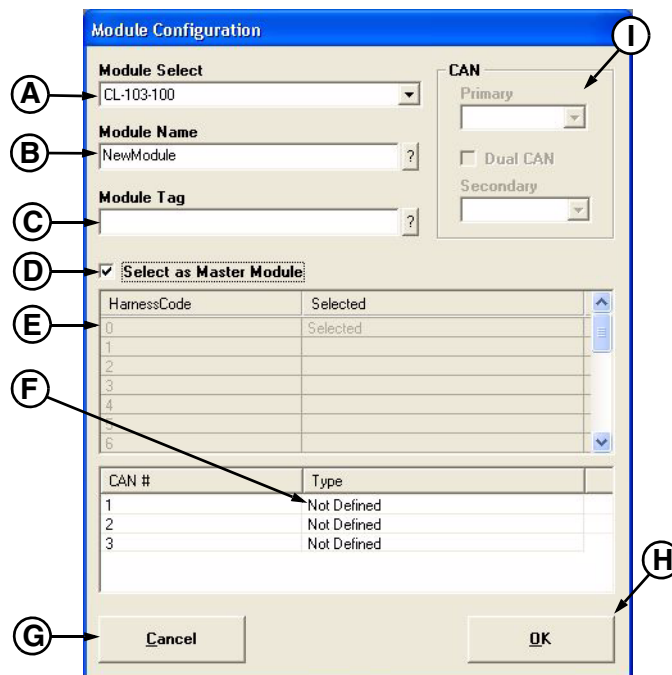 Module Configuration
I
Module Select
CAN
A
CL-103-100
Primary
Module Name
B
NewModule
?
Dual CAN
Module Tag
Secondary
C
?
D
Select as Master Module
HarnessCode Selected
E
0 Selected
1
2
3
F
4
5
6
CAN # Type
1 Not Defined
2 Not Defined
3 Not Defined
H
G
Cancel
OK